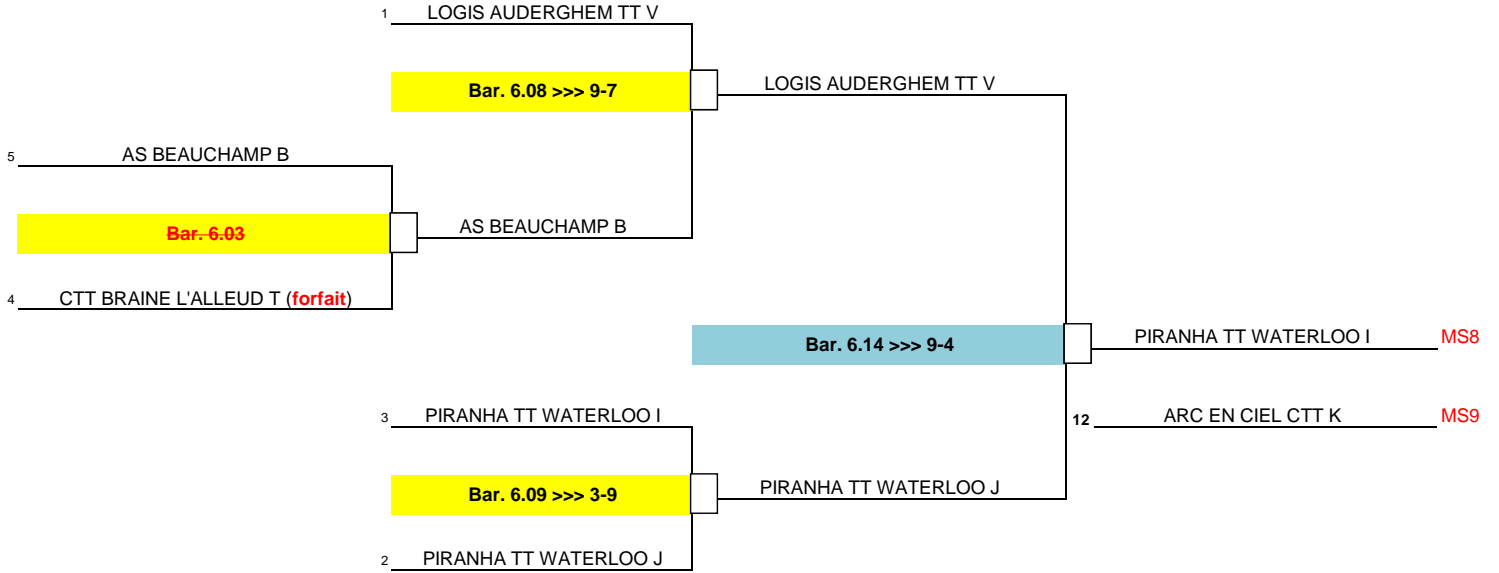 1 LOGIS AUDERGHEM TT V
Bar. 6.08 >>> 9-7
LOGIS AUDERGHEM TT V
5 AS BEAUCHAMP B
Bar. 6.03
AS BEAUCHAMP B
4 CTT BRAINE L'ALLEUD T (forfait)
Bar. 6.14 >>> 9-4
PIRANHA TT WATERLOO I MS8
3 PIRANHA TT WATERLOO I
12 ARC EN CIEL CTT K MS9
Bar. 6.09 >>> 3-9
PIRANHA TT WATERLOO J
2 PIRANHA TT WATERLOO J